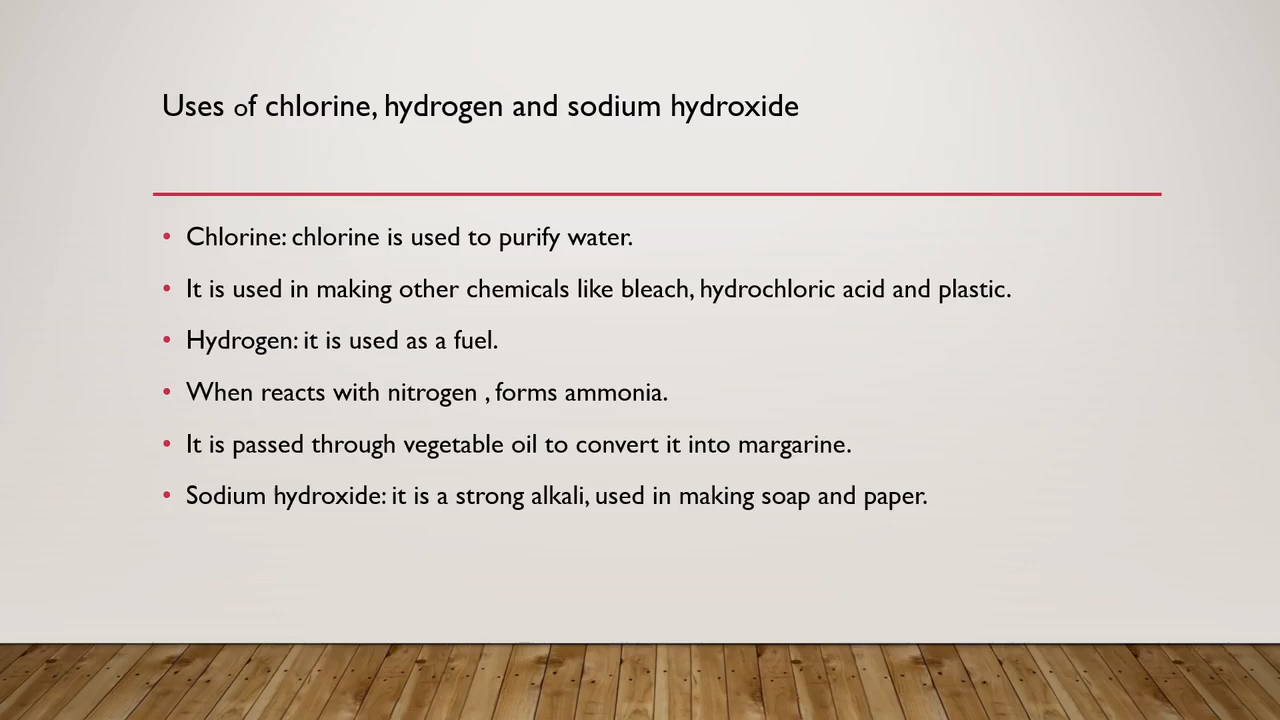 Uses of chlorine, hydrogen and sodium hydroxide
• Chlorine: chlorine is used to purify water.
• It is used in making other chemicals like bleach, hydrochloric acid and plastic.
• Hydrogen: it is used as a fuel.
• When reacts with nitrogen , forms ammonia.
• It is passed through vegetable oil to convert it into margarine.
• Sodium hydroxide: it is a strong alkali, used in making soap and paper.